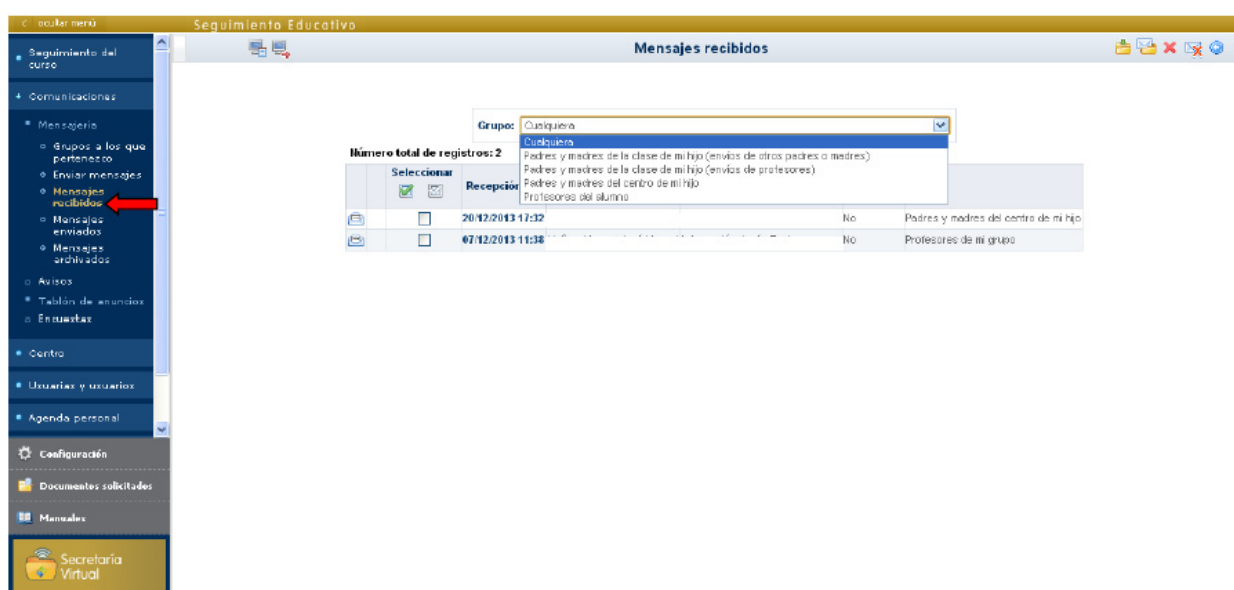 ocultar menú
Seguimiento Educativo
Seguimiento del
curso
Mensajes recibidos
Comunicaciones
Mensajería
Grupos a los que
pertenezco
Enviar mensajes
Mensajes
recibidos
Mensajes
enviados
Mensajes
archivados
Avisos
Tablón de anuncios
Encuestas
Centro
Usuarias y usuarios
Agenda personal
Configuración
Documentos solicitados
Manuales
Secretaría
Virtual
Grupo: Cualquiera
Cualquiera
Padres y madres de la clase de mi hijo (envíos de otros padres o madres)
Padres y madres de la clase de mi hijo (envíos de profesores)
Padres y madres del centro de mi hijo
Profesores del alumno
Número total de registros: 2
Seleccionar
Recepción
20/12/2013 17:32 No Padres y madres del centro de mi hijo
07/12/2013 11:38 No Profesores de mi grupo